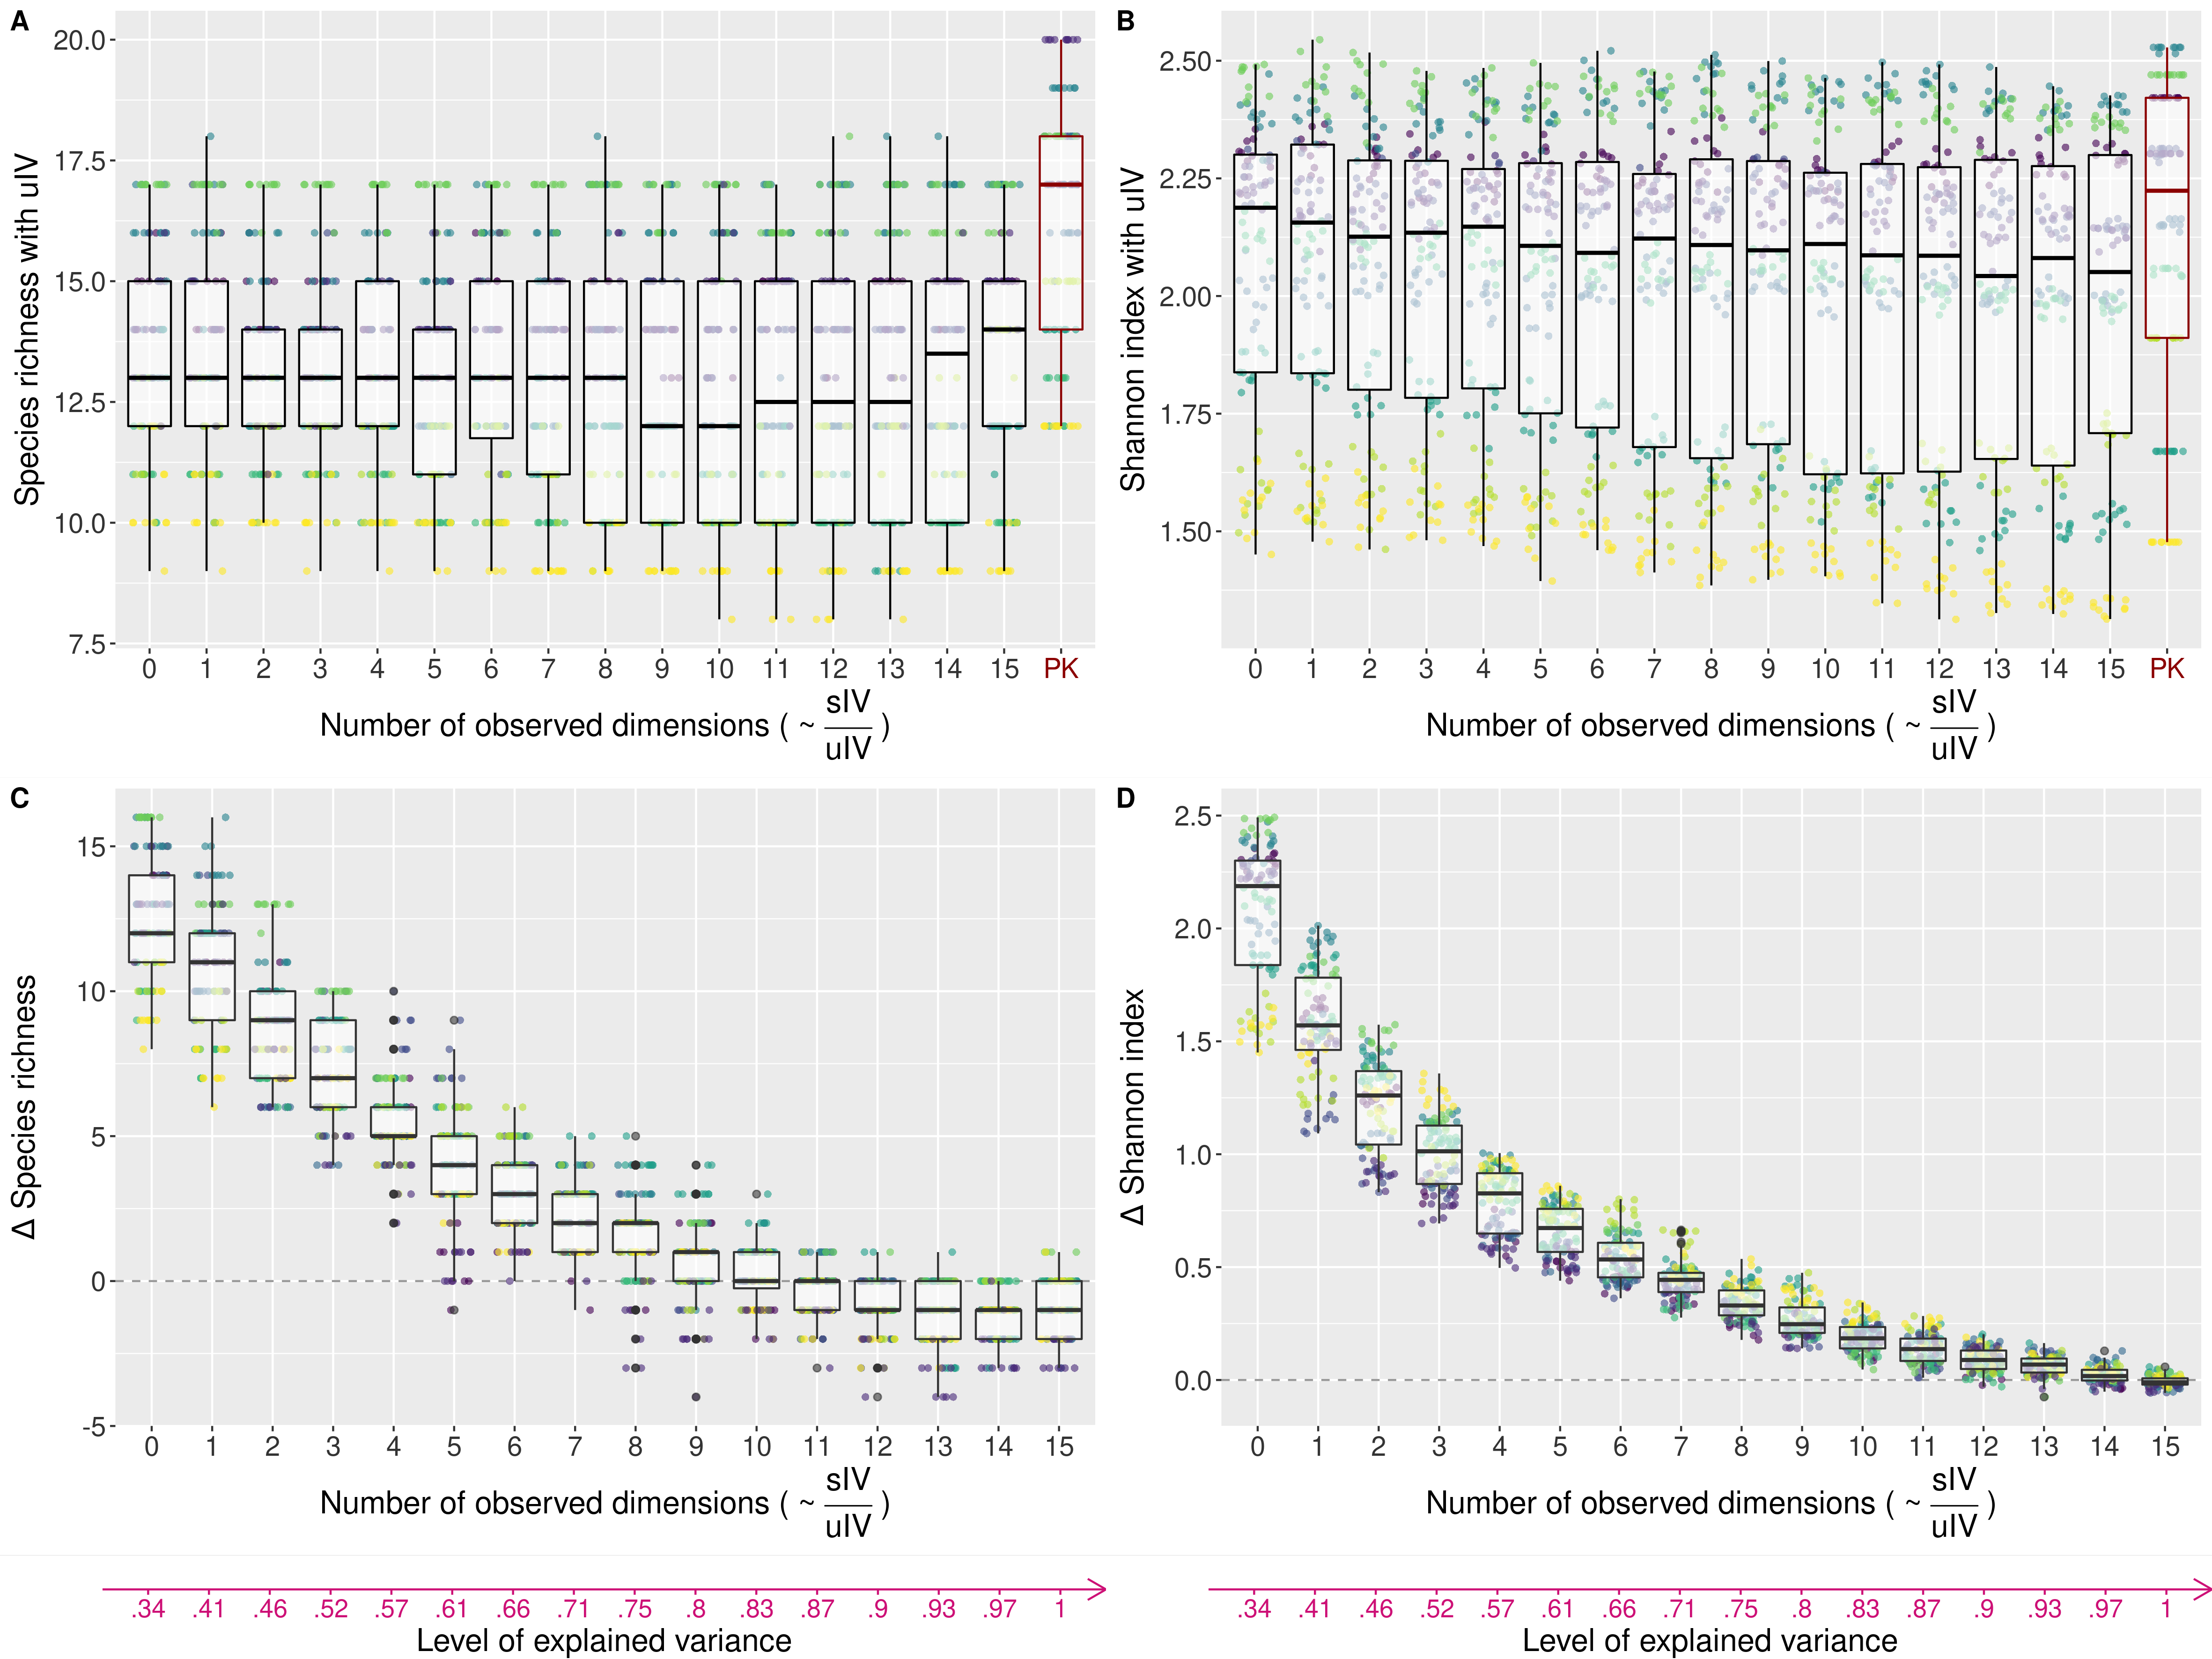 A
Species richness with uIV
20.0
17.5
15.0
12.5
10.0
7.5
0 1 2 3 4 5 6 7 8 9 10 11 12 13 14 15 PK
Number of observed dimensions ( ~ sIV
uIV )
B
Shannon index with uIV
2.50
2.25
2.00
1.75
1.50
0 1 2 3 4 5 6 7 8 9 10 11 12 13 14 15 PK
Number of observed dimensions ( ~ sIV
uIV )
C
Δ Species richness
15
10
5
0
-5
0 1 2 3 4 5 6 7 8 9 10 11 12 13 14 15
Number of observed dimensions ( ~ sIV
uIV )
D
Δ Shannon index
2.5
2.0
1.5
1.0
0.5
0.0
0 1 2 3 4 5 6 7 8 9 10 11 12 13 14 15
Number of observed dimensions ( ~ sIV
uIV )
.34 .41 .46 .52 .57 .61 .66 .71 .75 .8 .83 .87 .9 .93 .97 1
Level of explained variance
.34 .41 .46 .52 .57 .61 .66 .71 .75 .8 .83 .87 .9 .93 .97 1
Level of explained variance